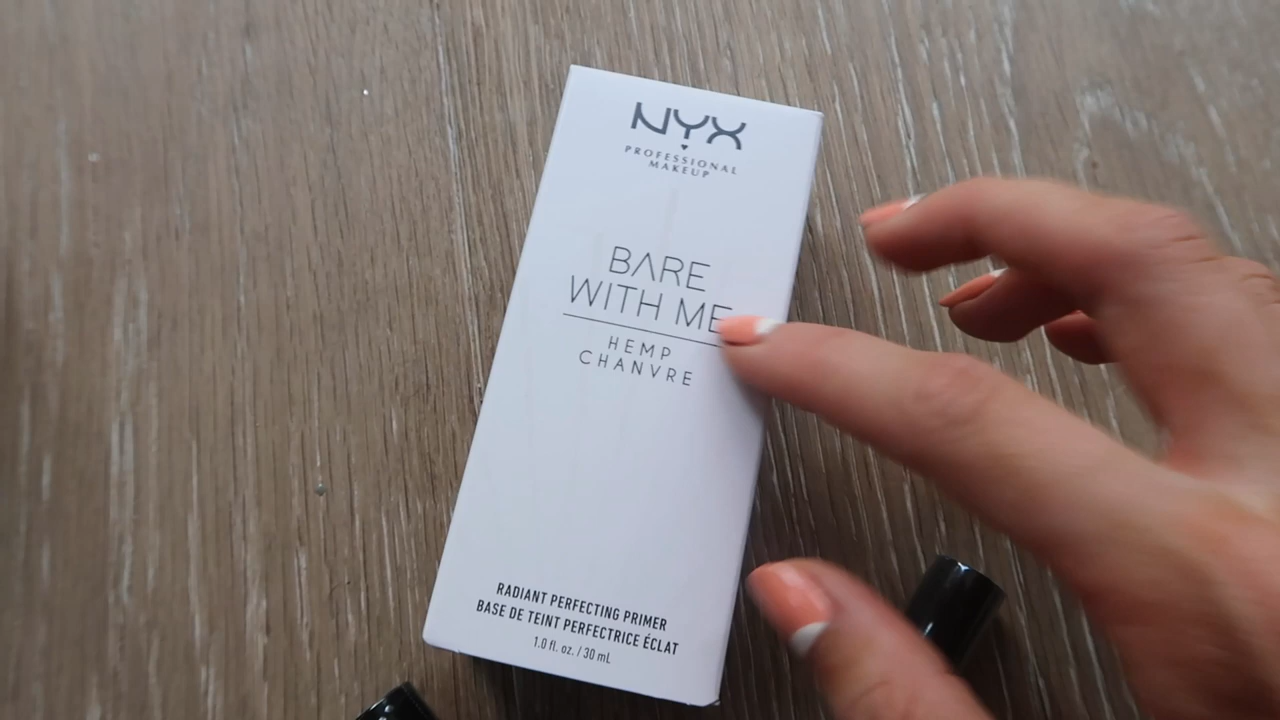 NYX
PROFESSIONAL
MAKEUP
BARE
WITH ME
HEMP
CHANVRE
RADIANT PERFECTING PRIMER
BASE DE TEINT PERFECTRICE ÉCLAT
1.0 fl. oz. / 30 mL